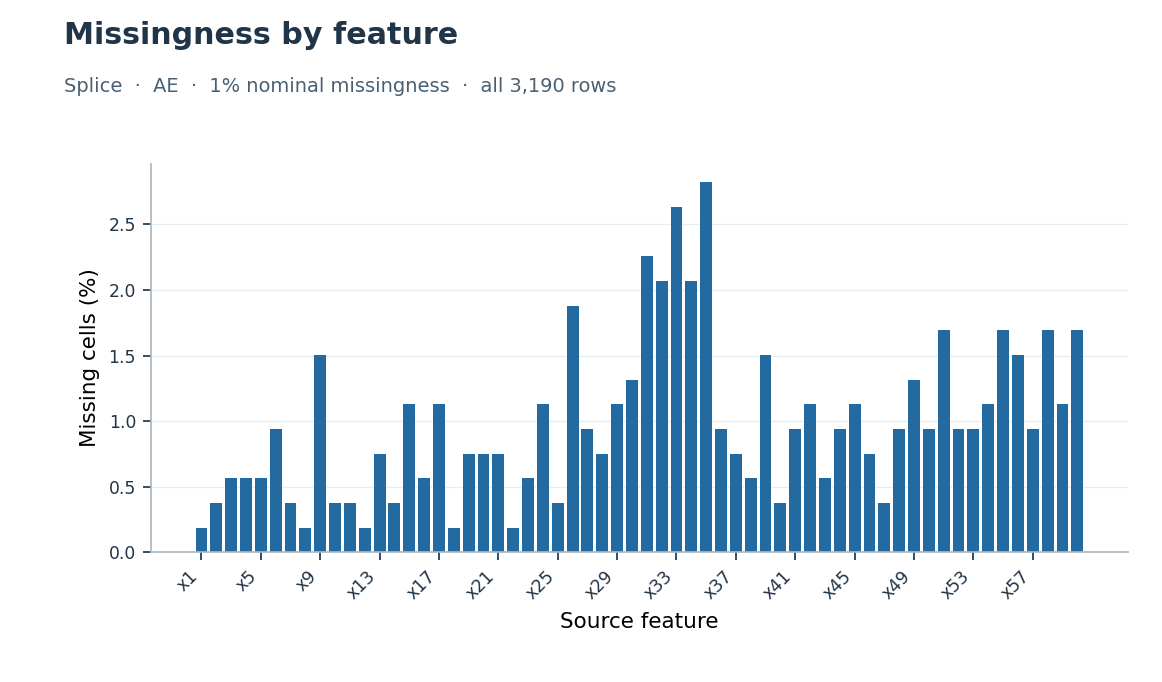 Missingness by feature
Splice · AE · 1% nominal missingness · all 3,190 rows
Missing cells (%)
2.5
2.0
1.5
1.0
0.5
0.0
x1 x5 x9 x13 x17 x21 x25 x29 x33 x37 x41 x45 x49 x53 x57
Source feature